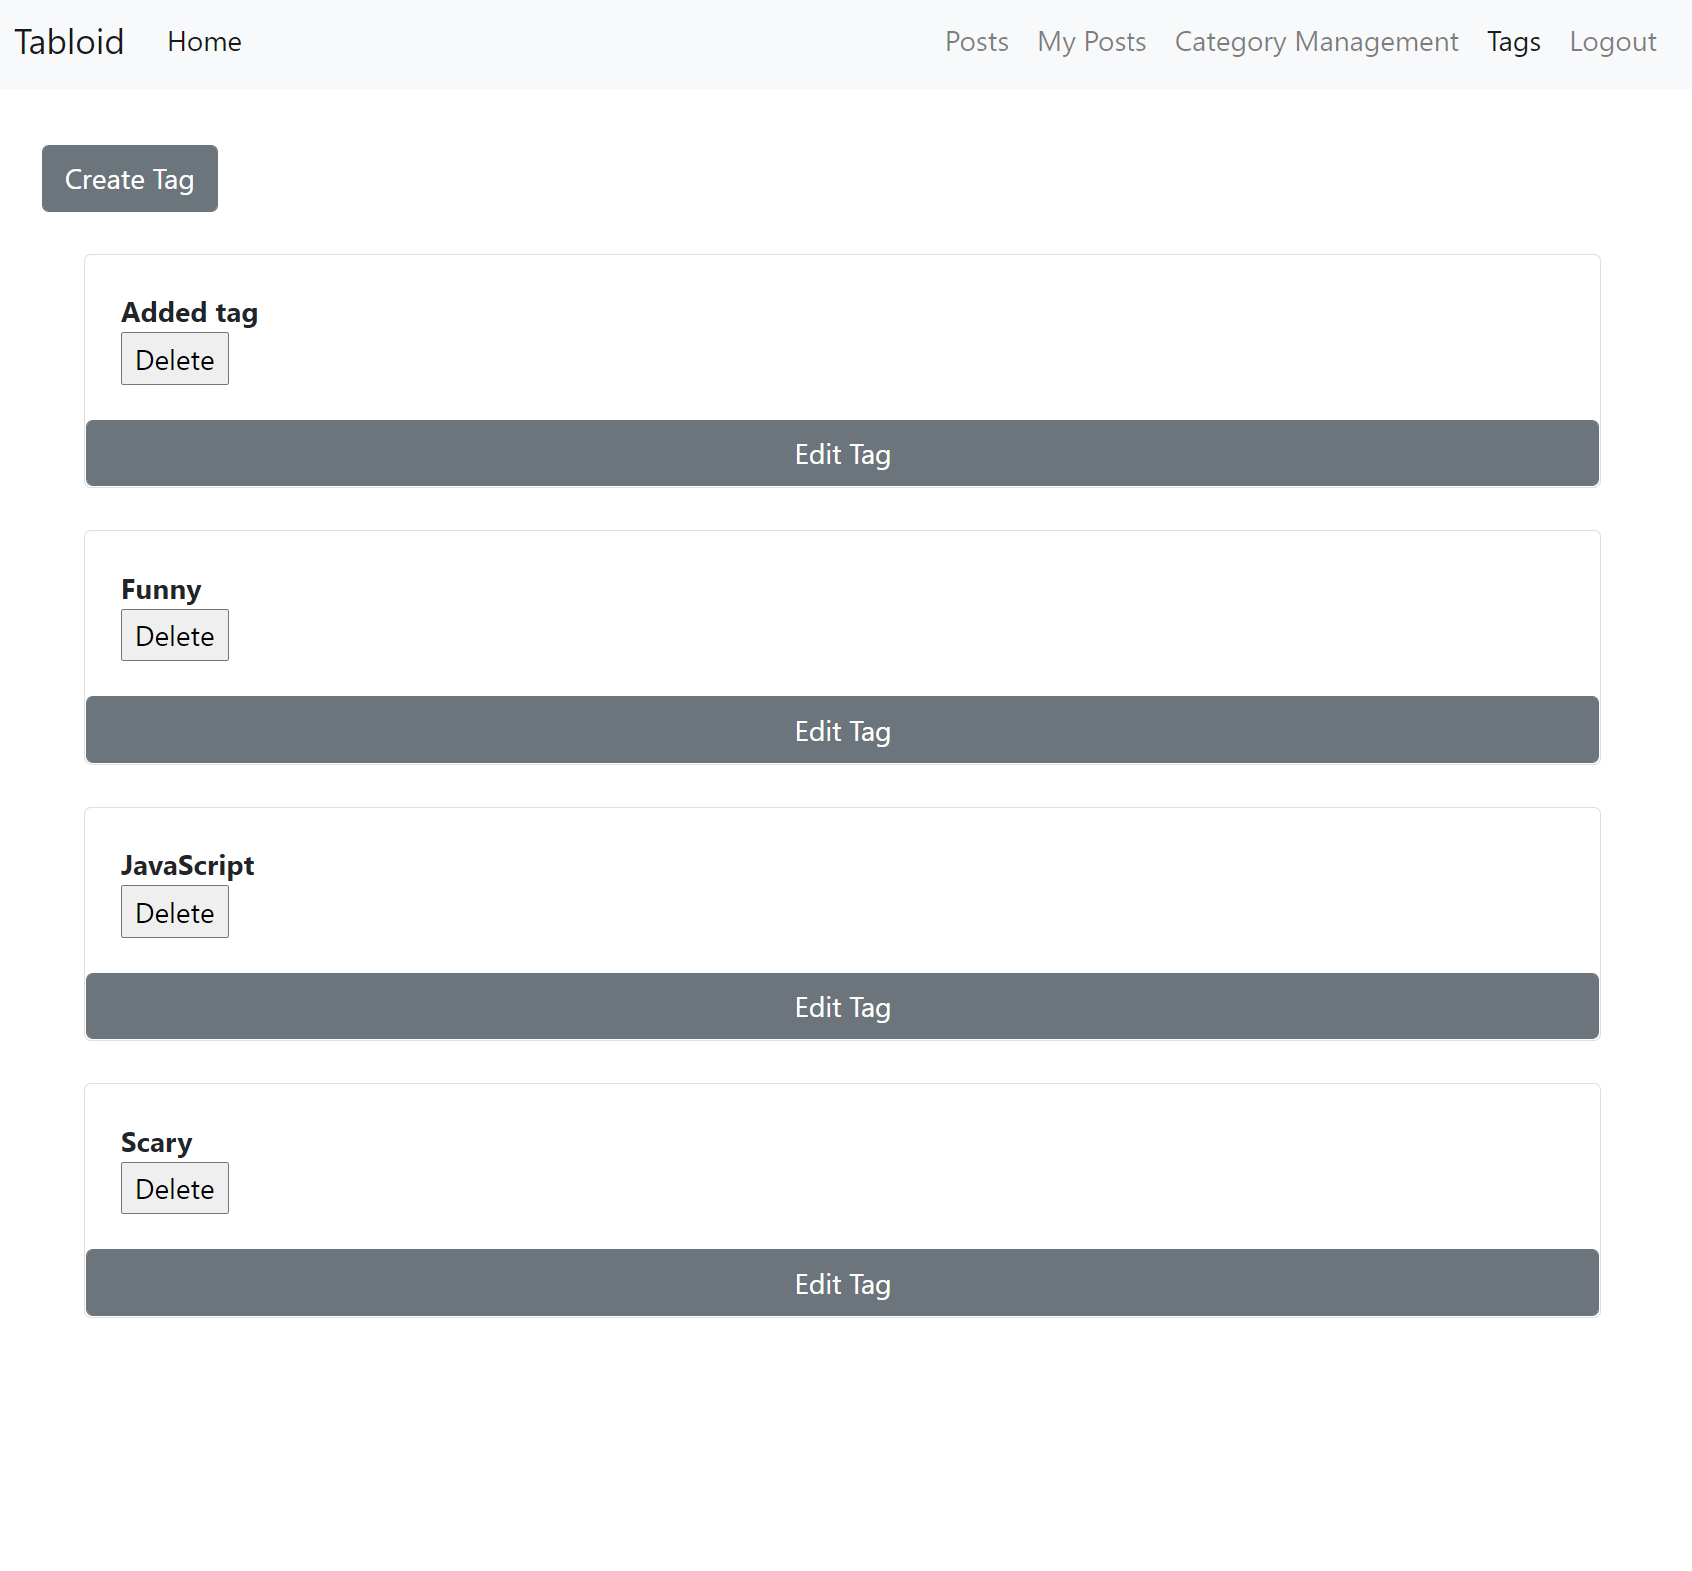 Tabloid Home Posts My Posts Category Management Tags Logout
Create Tag
Added tag
Delete
Edit Tag
Funny
Delete
Edit Tag
JavaScript
Delete
Edit Tag
Scary
Delete
Edit Tag